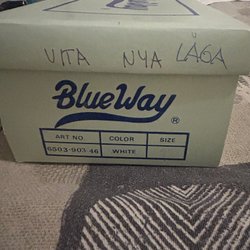 VITA NYA LÅGA
BlueWay®
ART NO. COLOR SIZE
6503-903 46 WHITE